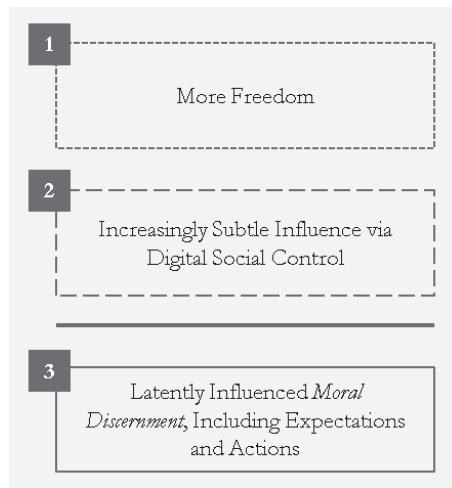 1
More Freedom
2
Increasingly Subtle Influence via
Digital Social Control
3
Latently Influenced Moral
Discernment, Including Expectations
and Actions